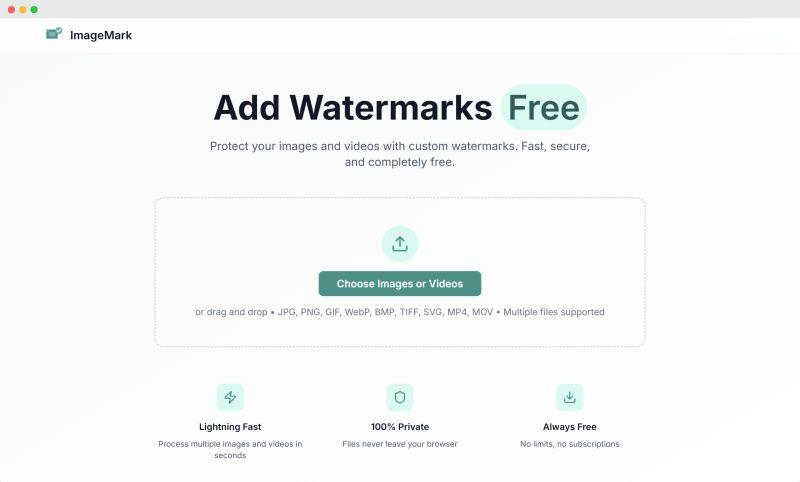 ImageMark
Add Watermarks Free
Protect your images and videos with custom watermarks. Fast, secure,
and completely free.
Choose Images or Videos
or drag and drop • JPG, PNG, GIF, WebP, BMP, TIFF, SVG, MP4, MOV • Multiple files supported
Lightning Fast
100% Private
Always Free
Process multiple images and videos in
seconds
Files never leave your browser
No limits, no subscriptions